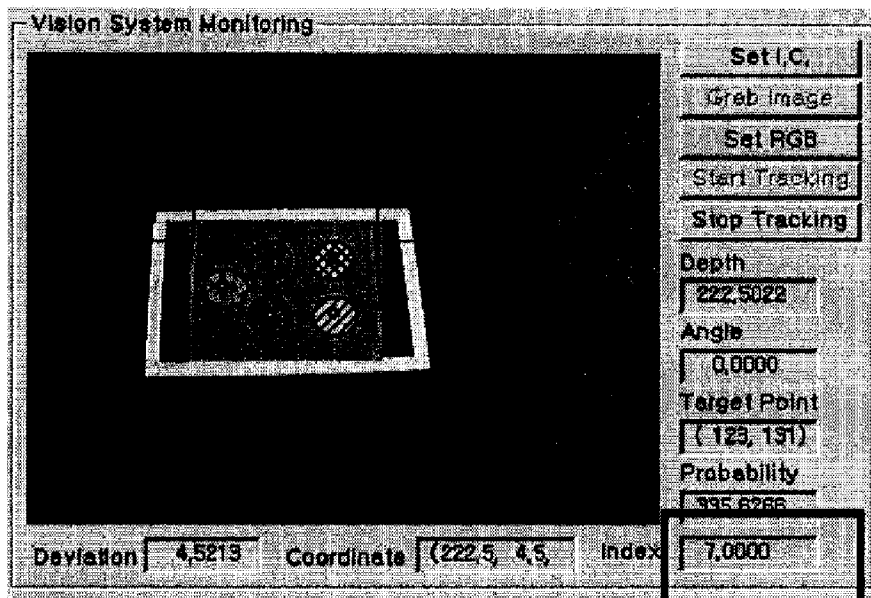 Vision System Monitoring
Set I,C,
Grab Image
Set RGB
Start Tracking
Stop Tracking
Depth
222,5022
Angle
0,0000
Target Point
( 123, 131)
Probability
Deviation 4,5213 Coordinate (222,5, 4,5, Index 7,0000